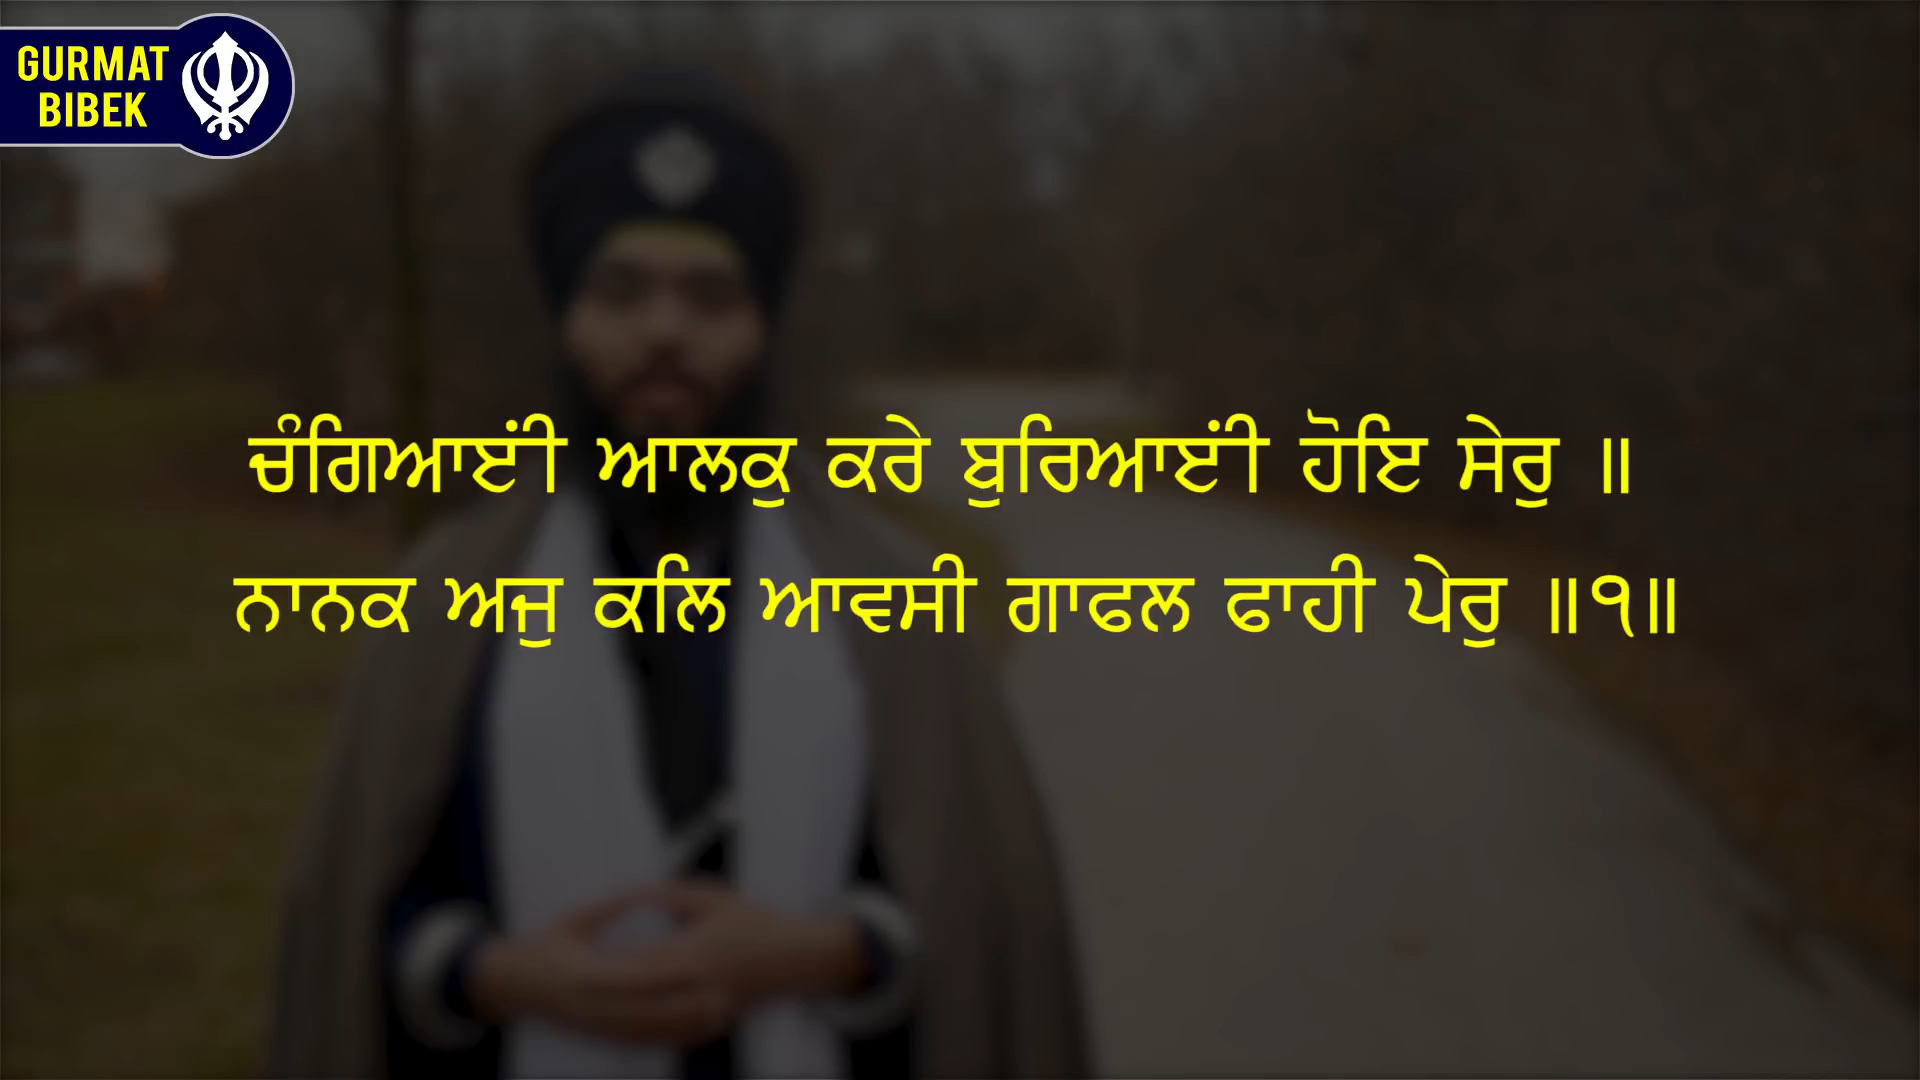 GURMAT
BIBEK
ਚੰਗਿਆਈਂ ਆਲਕੁ ਕਰੇ ਬੁਰਿਆਈਂ ਹੋਇ ਸੇਰੁ ॥
ਨਾਨਕ ਅਜੁ ਕਲਿ ਆਵਸੀ ਗਾਫਲ ਫਾਹੀ ਪੇਰੁ ॥੧॥